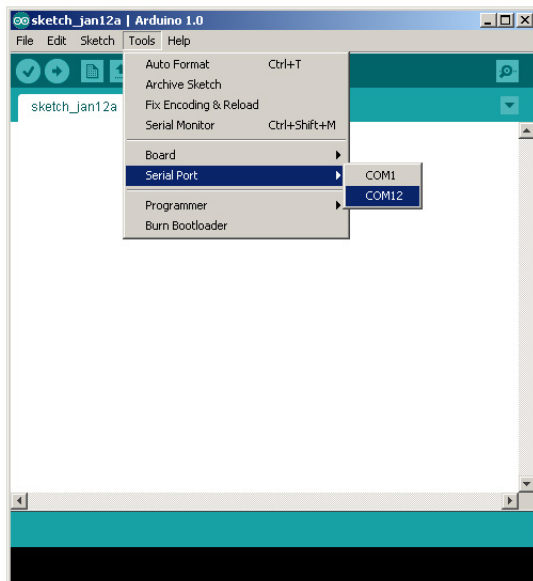 sketch_jan12a | Arduino 1.0
File Edit Sketch Tools Help
sketch_jan12a
Auto Format Ctrl+T
Archive Sketch
Fix Encoding & Reload
Serial Monitor Ctrl+Shift+M
Board
Serial Port
COM1
COM12
Programmer
Burn Bootloader